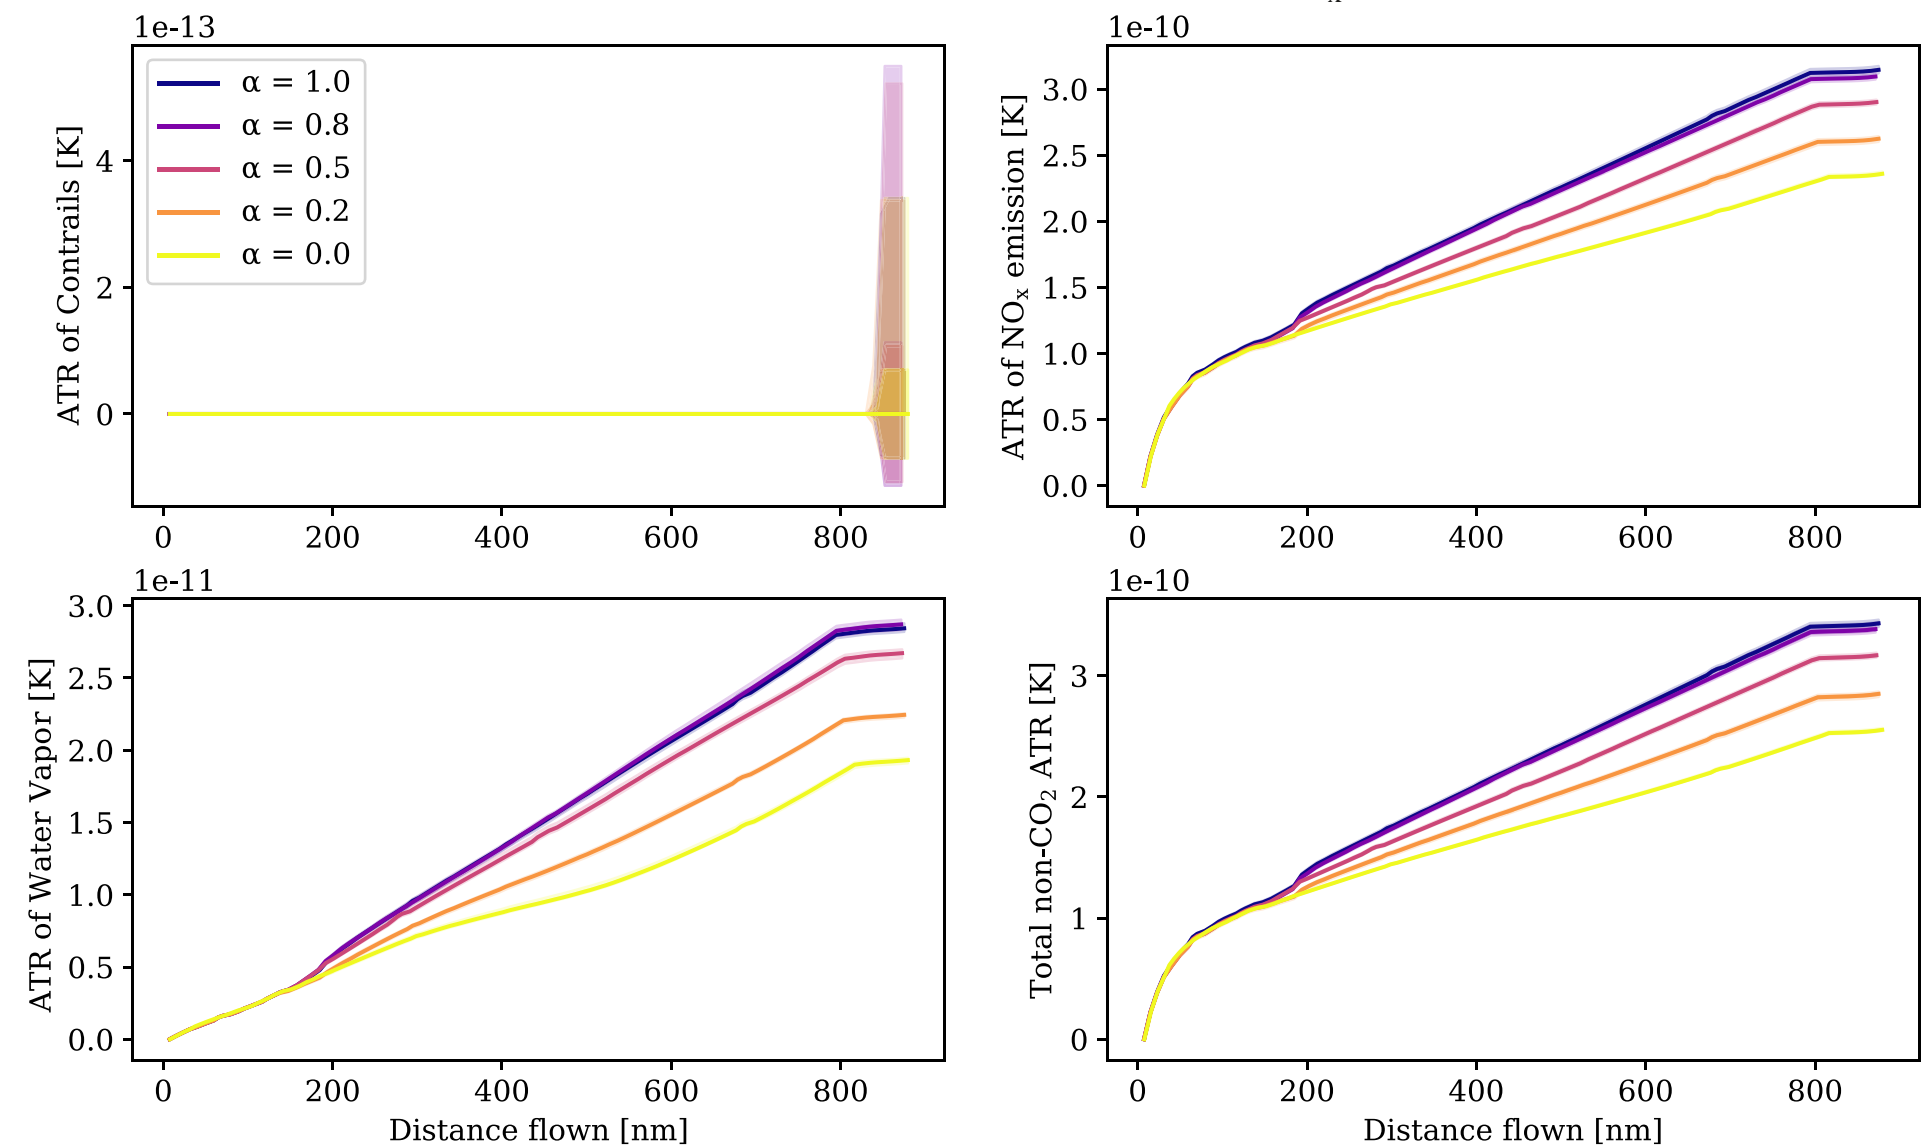 1e-13
ATR of Contrails [K]
4
2
0
α = 1.0
α = 0.8
α = 0.5
α = 0.2
α = 0.0
0 200 400 600 800
x
1e-10
ATR of NOx emission [K]
3.0
2.5
2.0
1.5
1.0
0.5
0.0
0 200 400 600 800
1e-11
ATR of Water Vapor [K]
3.0
2.5
2.0
1.5
1.0
0.5
0.0
0 200 400 600 800
Distance flown [nm]
1e-10
Total non-CO2 ATR [K]
3
2
1
0
0 200 400 600 800
Distance flown [nm]